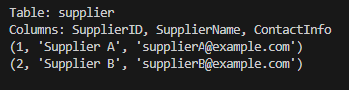 Table: supplier
Columns: SupplierID, SupplierName, ContactInfo
(1, 'Supplier A', 'supplierA@example.com')
(2, 'Supplier B', 'supplierB@example.com')